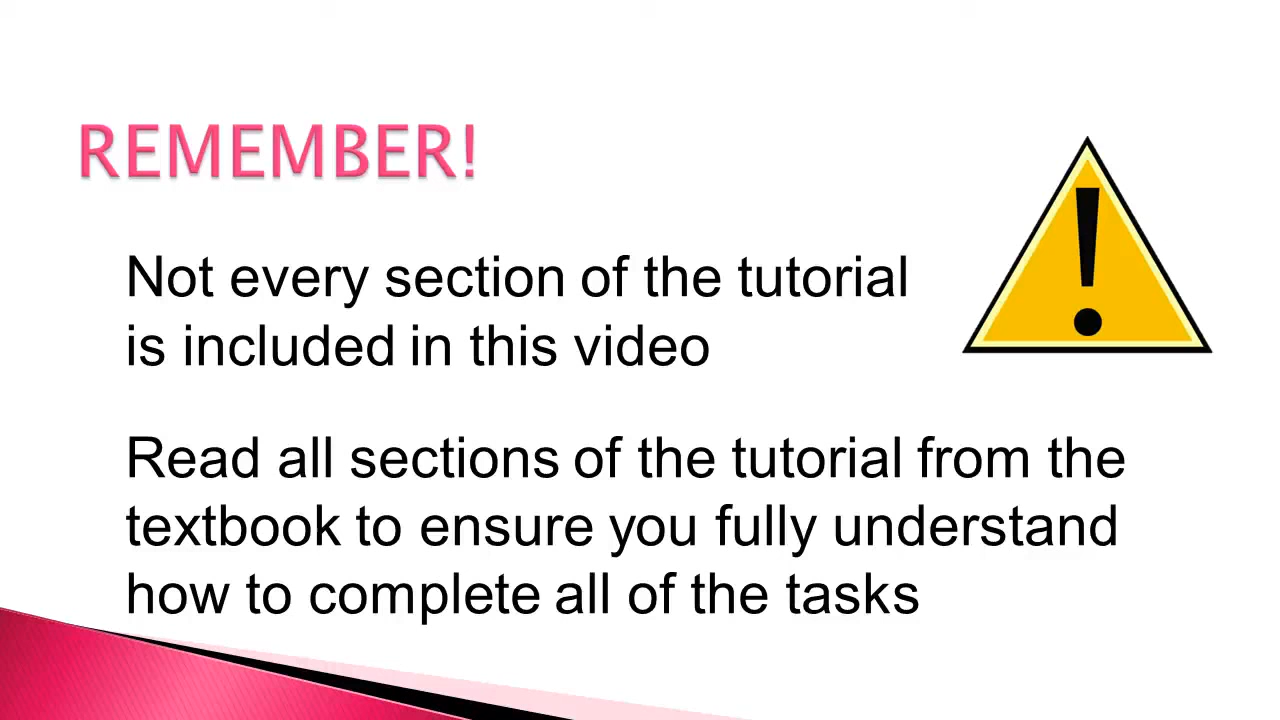 REMEMBER!
Not every section of the tutorial
is included in this video
Read all sections of the tutorial from the
textbook to ensure you fully understand
how to complete all of the tasks